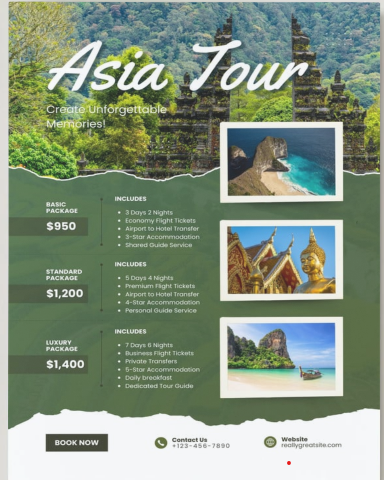 Asia Tour
Create Unforgettable
Memories!
BASIC
PACKAGE
$950
INCLUDES
• 3 Days 2 Nights
• Economy Flight Tickets
• Airport to Hotel Transfer
• 3-Star Accommodation
• Shared Guide Service
STANDARD
PACKAGE
$1,200
INCLUDES
• 5 Days 4 Nights
• Premium Flight Tickets
• Airport to Hotel Transfer
• 4-Star Accommodation
• Personal Guide Service
LUXURY
PACKAGE
$1,400
INCLUDES
• 7 Days 6 Nights
• Business Flight Tickets
• Private Transfers
• 5-Star Accommodation
• Daily breakfast
• Dedicated Tour Guide
BOOK NOW
Contact Us
+123-456-7890
Website
reallygreatsite.com